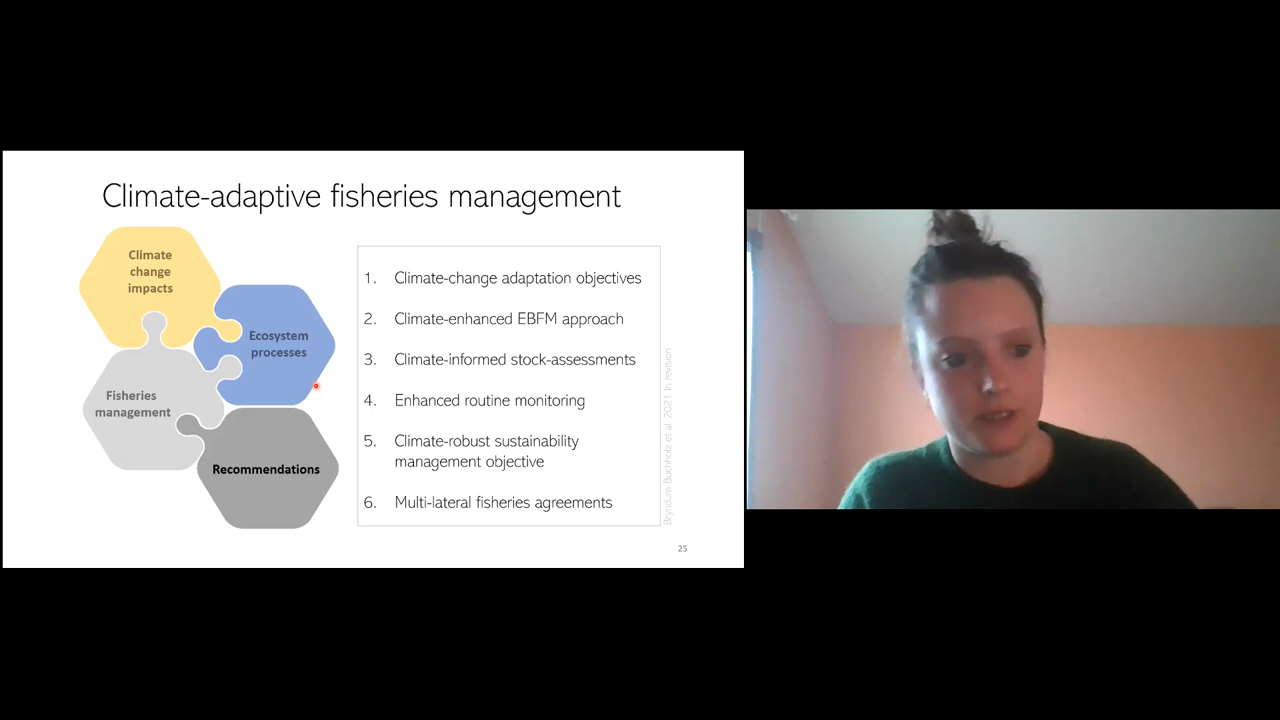 Climate-adaptive fisheries management
Climate
change
impacts
Ecosystem
processes
Fisheries
management
Recommendations
1. Climate-change adaptation objectives
2. Climate-enhanced EBFM approach
3. Climate-informed stock-assessments
4. Enhanced routine monitoring
5. Climate-robust sustainability
management objective
6. Multi-lateral fisheries agreements
Bryndum-Buchholz et al. 2021 In revision
25